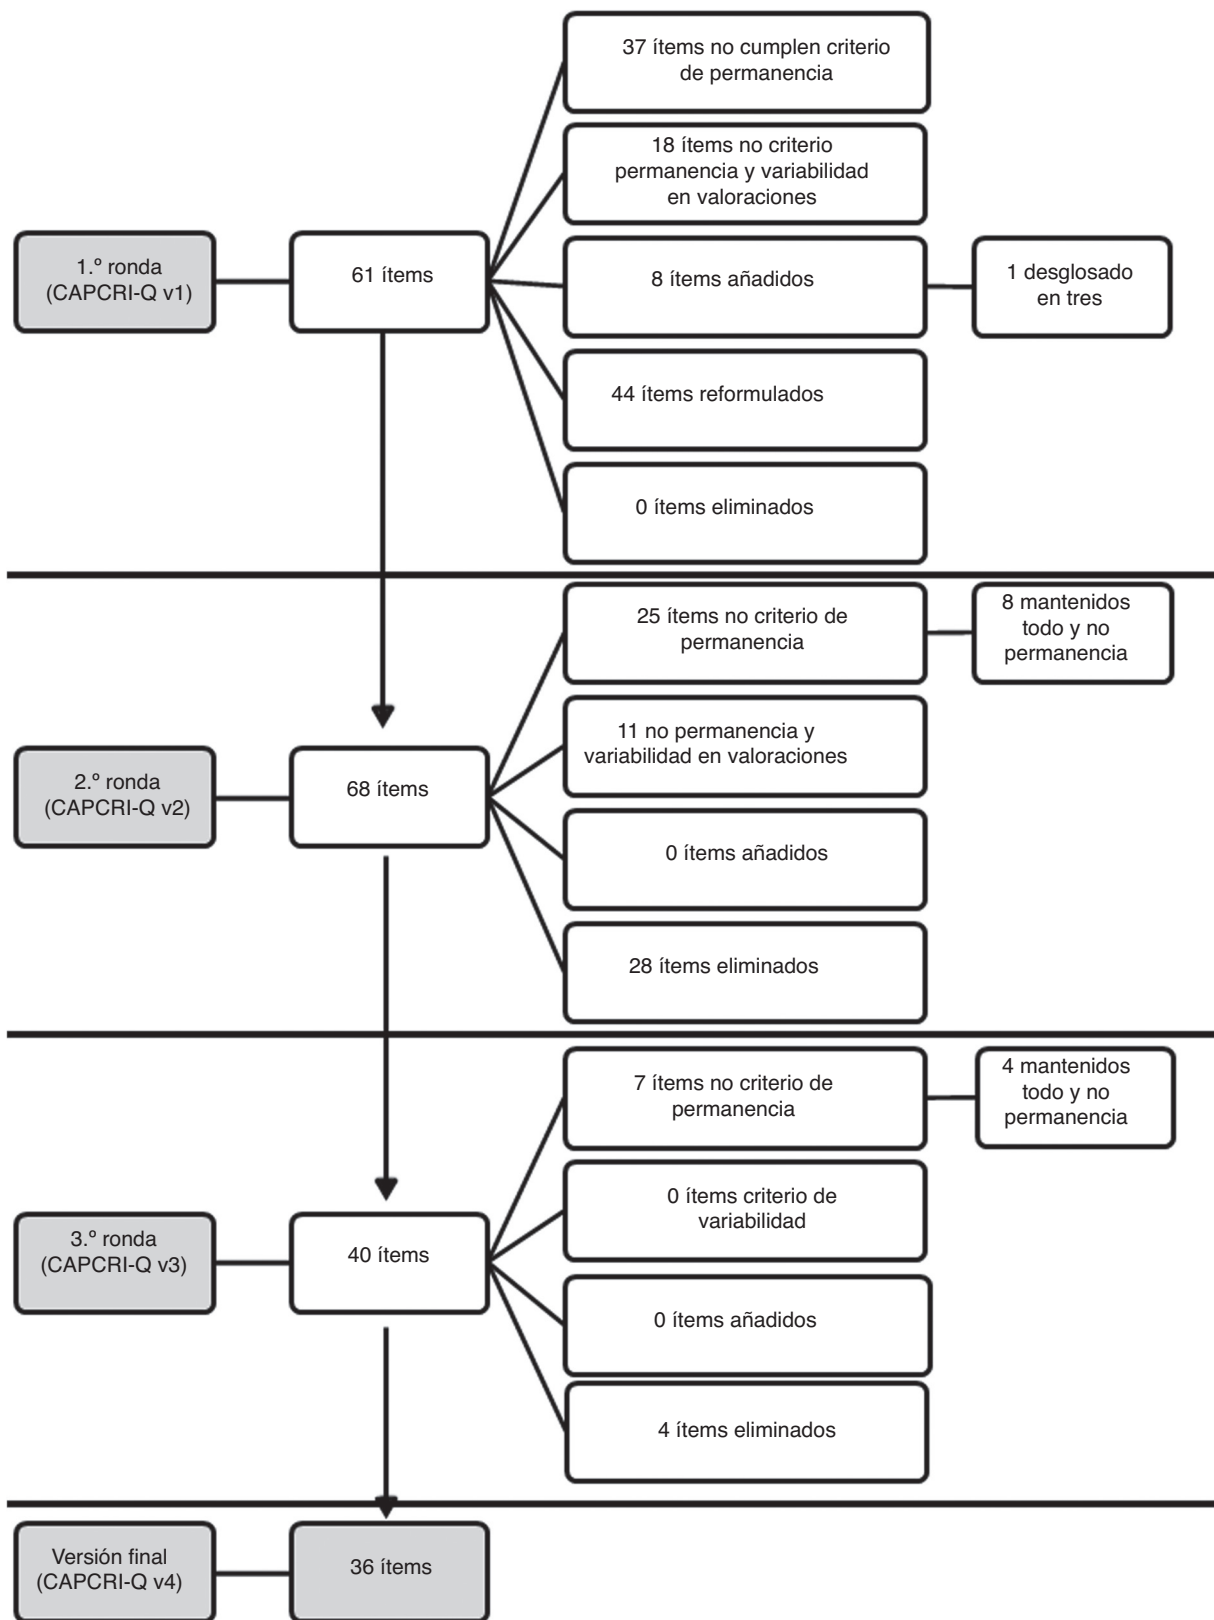 37 ítems no cumplen criterio
de permanencia
18 ítems no criterio
permanencia y variabilidad
en valoraciones
1.º ronda
(CAPCRI-Q v1)
61 ítems
8 ítems añadidos
1 desglosado
en tres
44 ítems reformulados
0 ítems eliminados
25 ítems no criterio de
permanencia
8 mantenidos
todo y no
permanencia
11 no permanencia y
variabilidad en valoraciones
2.º ronda
(CAPCRI-Q v2)
68 ítems
0 ítems añadidos
28 ítems eliminados
7 ítems no criterio de
permanencia
4 mantenidos
todo y no
permanencia
0 ítems criterio de
variabilidad
3.º ronda
(CAPCRI-Q v3)
40 ítems
0 ítems añadidos
4 ítems eliminados
Versión final
(CAPCRI-Q v4)
36 ítems